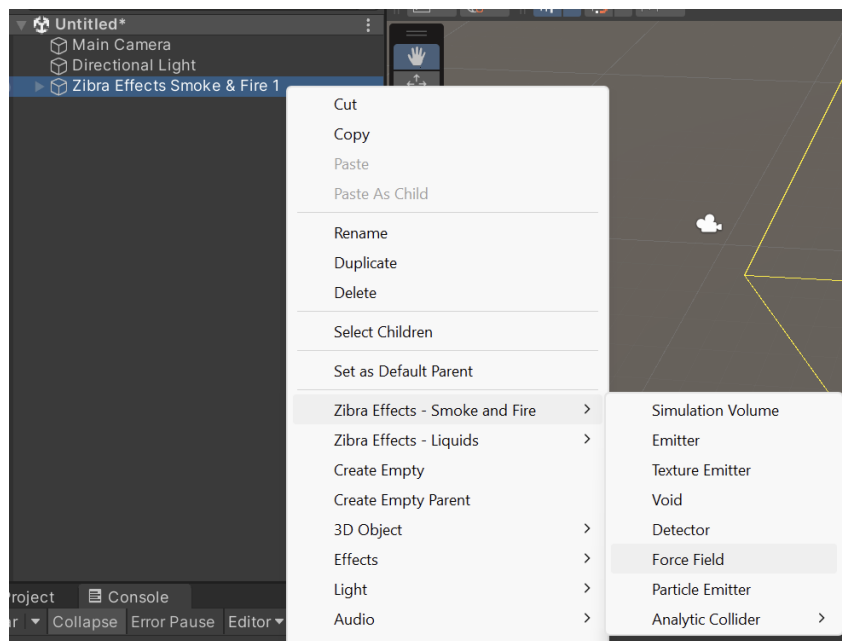 Untitled*
Main Camera
Directional Light
Zibra Effects Smoke & Fire 1
Cut
Copy
Paste
Paste As Child
Rename
Duplicate
Delete
Select Children
Set as Default Parent
Zibra Effects - Smoke and Fire
Zibra Effects - Liquids
Create Empty
Create Empty Parent
3D Object
Effects
Light
Audio
Simulation Volume
Emitter
Texture Emitter
Void
Detector
Force Field
Particle Emitter
Analytic Collider
roject Console
ar Collapse Error Pause Editor